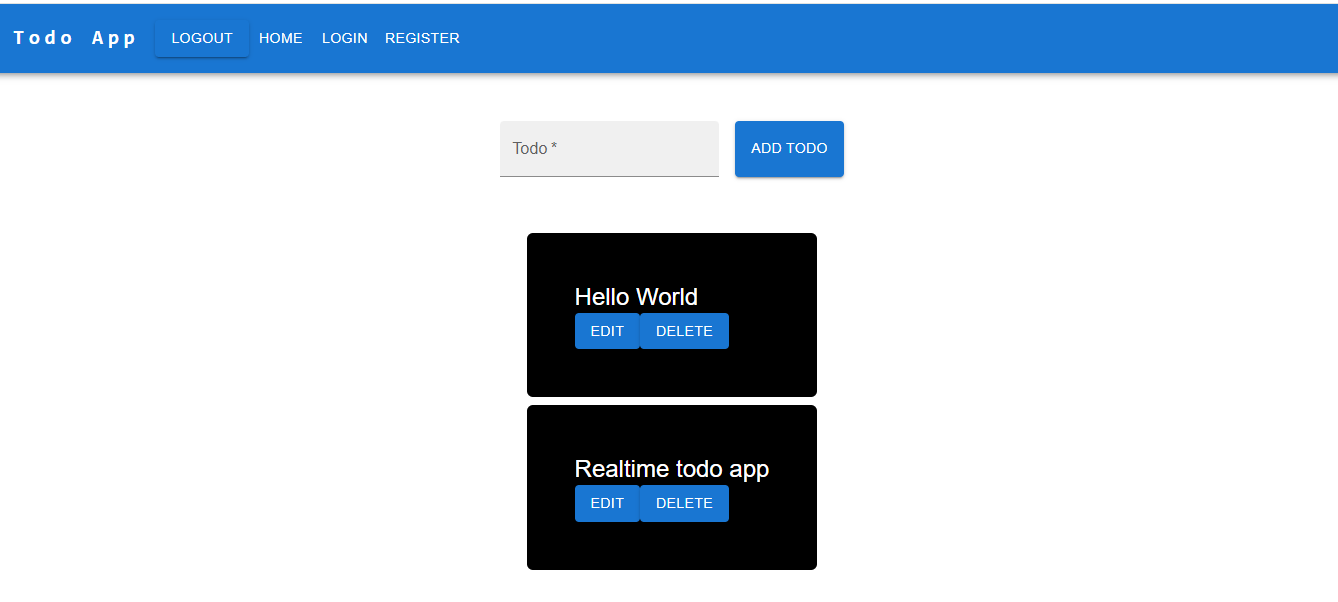 Todo App LOGOUT HOME LOGIN REGISTER
Todo * ADD TODO
Hello World
EDIT DELETE
Realtime todo app
EDIT DELETE